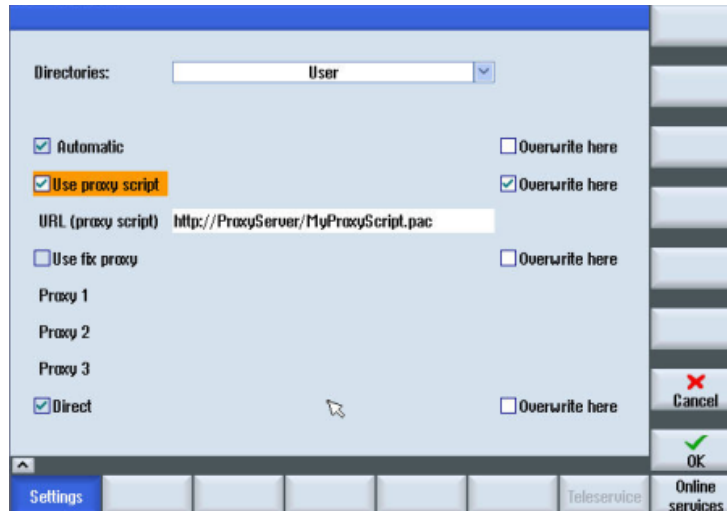 Directories: User
Automatic Overwrite here
Use proxy script Overwrite here
URL (proxy script) http://ProxyServer/MyProxyScript.pac
Use fix proxy Overwrite here
Proxy 1
Proxy 2
Proxy 3
Direct Overwrite here
Cancel
OK
Settings Teleservice Online services